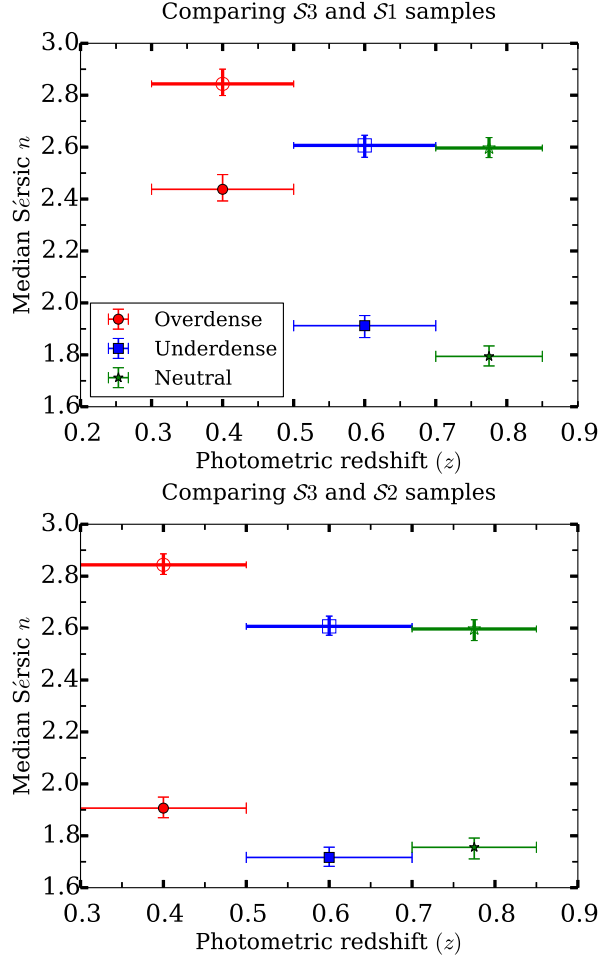 Comparing 𝒮3 and 𝒮1 samples
3.0
2.8
2.6
2.4
2.2
2.0
1.8
1.6
Median Sérsic n
Overdense
Underdense
Neutral
0.2 0.3 0.4 0.5 0.6 0.7 0.8 0.9
Photometric redshift (z)
Comparing 𝒮3 and 𝒮2 samples
3.0
2.8
2.6
2.4
2.2
2.0
1.8
1.6
Median Sérsic n
0.3 0.4 0.5 0.6 0.7 0.8 0.9
Photometric redshift (z)